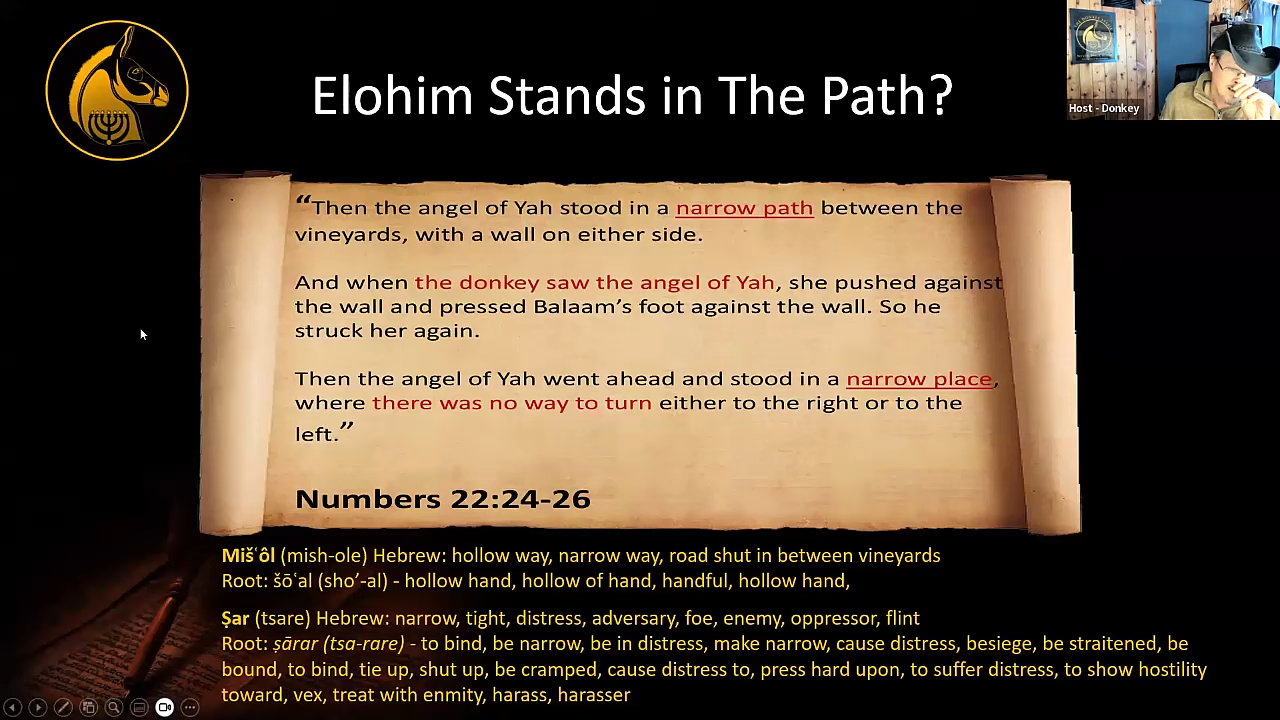 Elohim Stands in The Path?
Host - Donkey
“Then the angel of Yah stood in a narrow path between the
vineyards, with a wall on either side.
And when the donkey saw the angel of Yah, she pushed against
the wall and pressed Balaam’s foot against the wall. So he
struck her again.
Then the angel of Yah went ahead and stood in a narrow place,
where there was no way to turn either to the right or to the
left.”
Numbers 22:24-26
Mišʿôl (mish-ole) Hebrew: hollow way, narrow way, road shut in between vineyards
Root: šōʿal (sho’-al) - hollow hand, hollow of hand, handful, hollow hand,
Ṣar (tsare) Hebrew: narrow, tight, distress, adversary, foe, enemy, oppressor, flint
Root: ṣārar (tsa-rare) - to bind, be narrow, be in distress, make narrow, cause distress, besiege, be straitened, be
bound, to bind, tie up, shut up, be cramped, cause distress to, press hard upon, to suffer distress, to show hostility
toward, vex, treat with enmity, harass, harasser